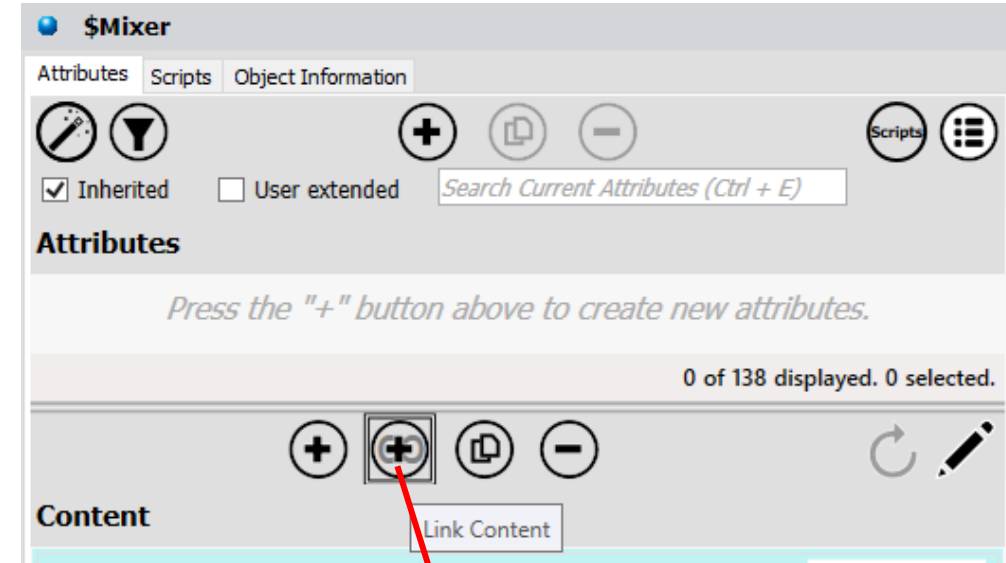 $Mixer
Attributes Scripts Object Information
Scripts
Inherited User extended Search Current Attributes (Ctrl + E)
Attributes
Press the "+" button above to create new attributes.
0 of 138 displayed. 0 selected.
Content
Link Content